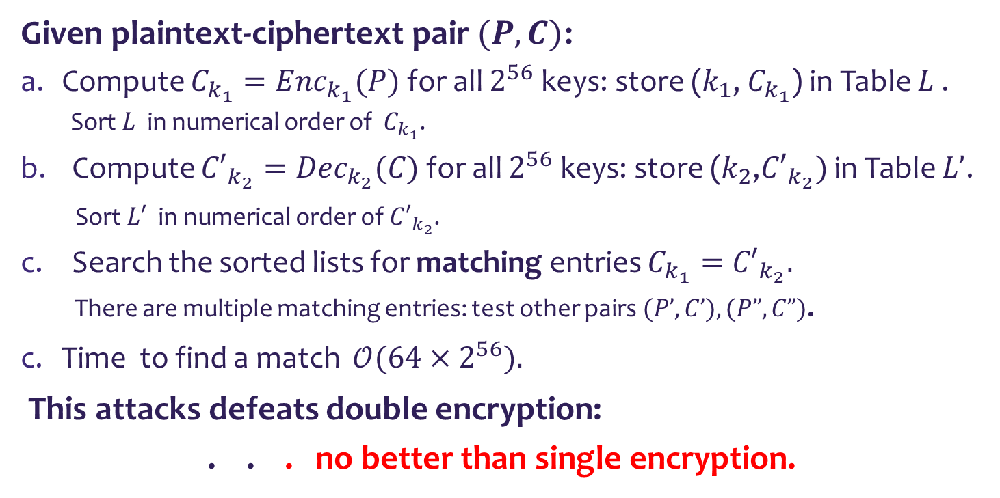 Given plaintext-ciphertext pair (P, C):
a. Compute C_{k_1} = Enc_{k_1}(P) for all 2^{56} keys: store (k_1, C_{k_1}) in Table L .
Sort L in numerical order of C_{k_1}.
b. Compute C'_{k_2} = Dec_{k_2}(C) for all 2^{56} keys: store (k_2,C'_{k_2}) in Table L’.
Sort L' in numerical order of C'_{k_2}.
c. Search the sorted lists for matching entries C_{k_1} = C'_{k_2}.
There are multiple matching entries: test other pairs (P’, C’), (P”, C”).
c. Time to find a match 𝒪(64 × 2^{56}).
This attacks defeats double encryption:
. . . no better than single encryption.